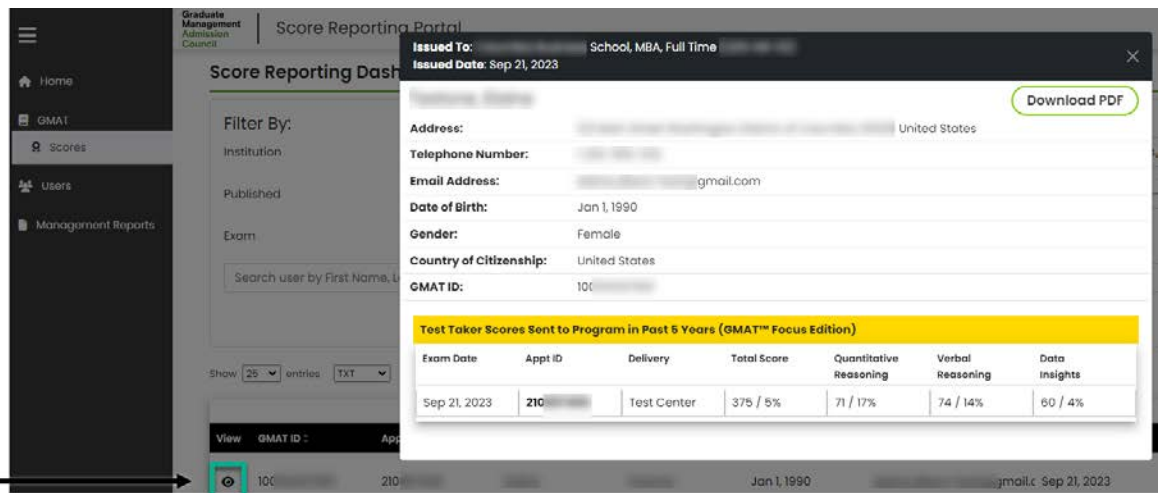 Graduate
Management
Admission
Council
Score Reporting Portal
Home
GMAT
Scores
Users
Management Reports
Score Reporting Dash
Filter By:
Institution
Published
Exam
Search user by First Name, L
Show 25 entries TXT
Issued To: School, MBA, Full Time
Issued Date: Sep 21, 2023
Download PDF
Address: United States
Telephone Number:
Email Address: gmail.com
Date of Birth: Jan 1, 1990
Gender: Female
Country of Citizenship: United States
GMAT ID: 100
Test Taker Scores Sent to Program in Past 5 Years (GMAT™ Focus Edition)
Exam Date Appt ID Delivery Total Score Quantitative Reasoning Verbal Reasoning Data Insights
Sep 21, 2023 210 Test Center 375 / 5% 71 / 17% 74 / 14% 60 / 4%
View GMAT ID App
100 210 Jan 1, 1990 gmail.c Sep 21, 2023